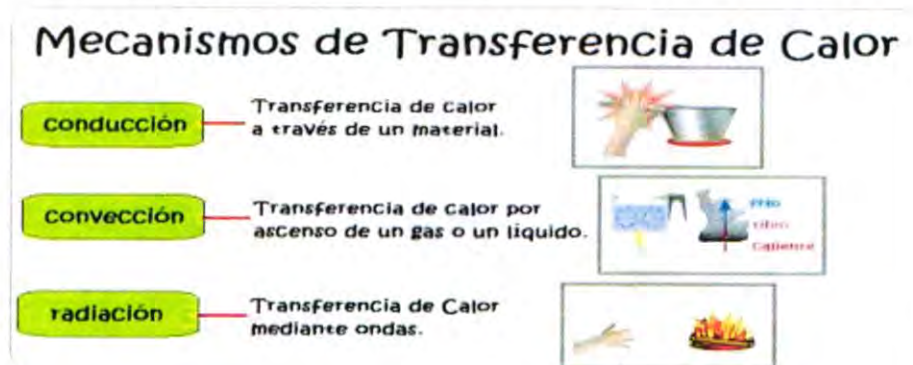 Mecanismos de Transferencia de Calor
conducción
Transferencia de calor
a través de un material.
convección
Transferencia de calor por
ascenso de un gas o un líquido.
Frío
Tibio
Caliente
radiación
Transferencia de Calor
mediante ondas.